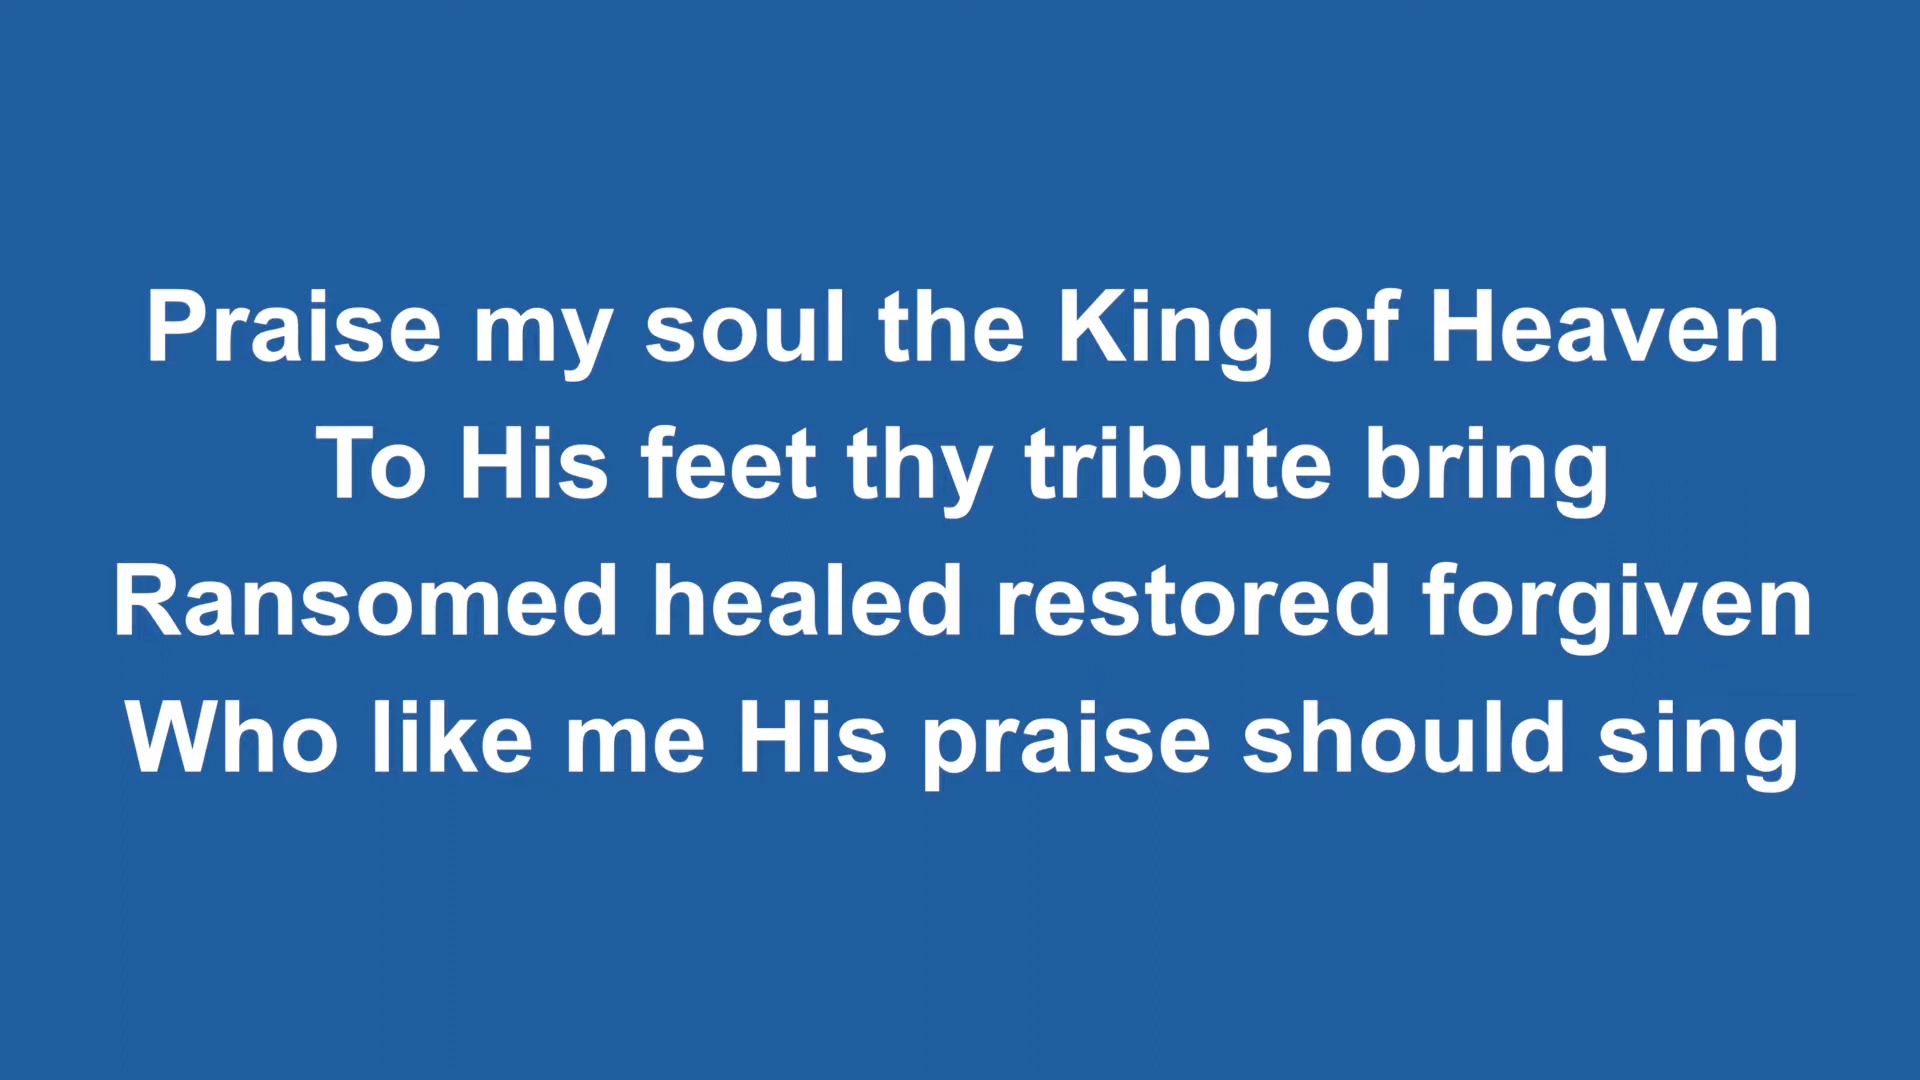 Praise my soul the King of Heaven
To His feet thy tribute bring
Ransomed healed restored forgiven
Who like me His praise should sing